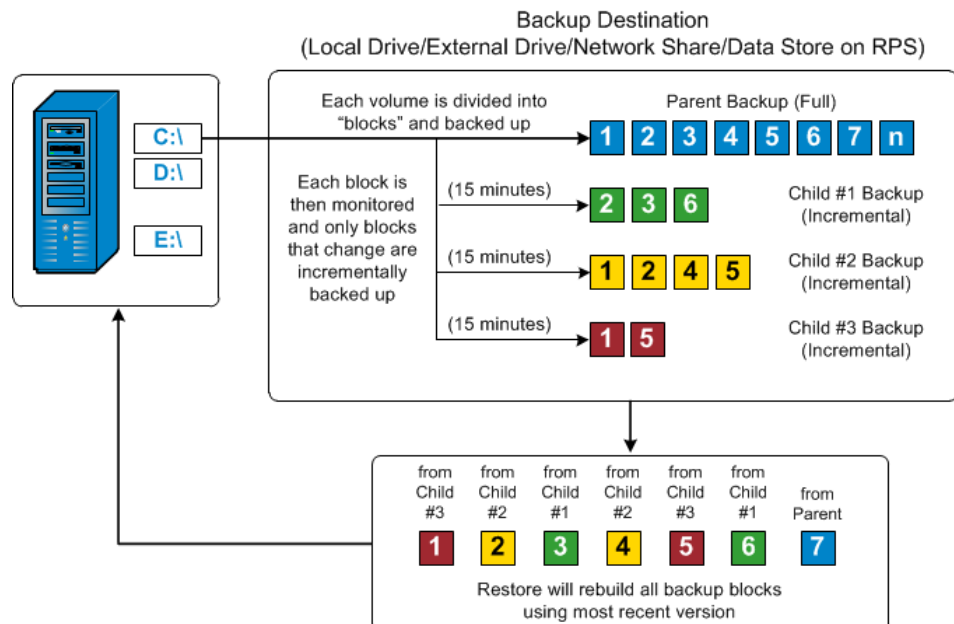 Backup Destination
(Local Drive/External Drive/Network Share/Data Store on RPS)
C:\
D:\
E:\
Each volume is divided into
“blocks” and backed up
Parent Backup (Full)
1 2 3 4 5 6 7 n
Each block is
then monitored
and only blocks
that change are
incrementally
backed up
(15 minutes)
2 3 6
Child #1 Backup
(Incremental)
(15 minutes)
1 2 4 5
Child #2 Backup
(Incremental)
(15 minutes)
1 5
Child #3 Backup
(Incremental)
from
Child
#3
1
from
Child
#2
2
from
Child
#1
3
from
Child
#2
4
from
Child
#3
5
from
Child
#1
6
from
Parent
7
Restore will rebuild all backup blocks
using most recent version